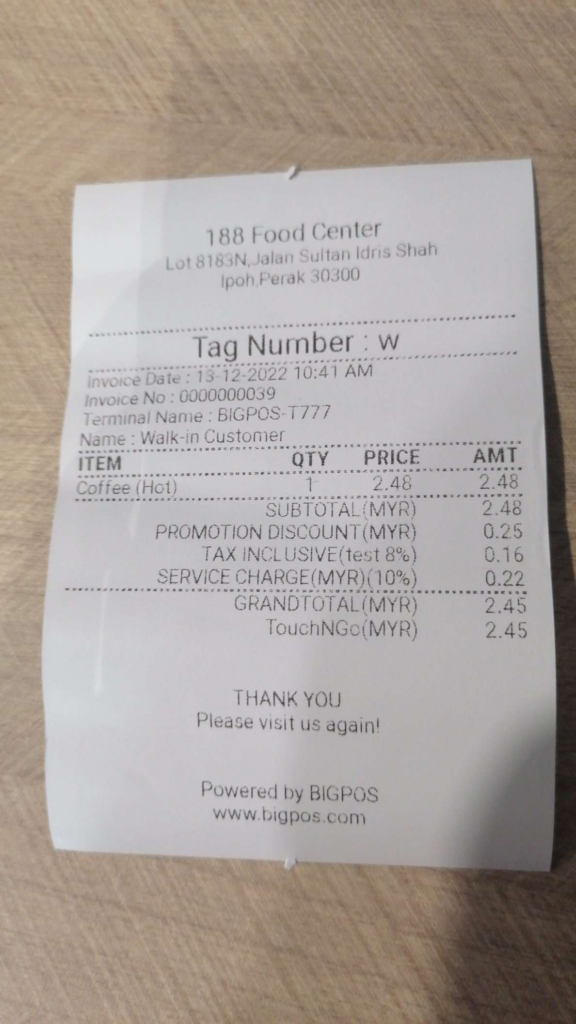 188 Food Center
Lot 8183N,Jalan Sultan Idris Shah
Ipoh,Perak 30300
Tag Number : w
Invoice Date : 13-12-2022 10:41 AM
Invoice No : 0000000039
Terminal Name : BIGPOS-T777
Name : Walk-in Customer
ITEM QTY PRICE AMT
Coffee (Hot) 1 2.48 2.48
SUBTOTAL(MYR) 2.48
PROMOTION DISCOUNT(MYR) 0.25
TAX INCLUSIVE(test 8%) 0.16
SERVICE CHARGE(MYR)(10%) 0.22
GRANDTOTAL(MYR) 2.45
TouchNGo(MYR) 2.45
THANK YOU
Please visit us again!
Powered by BIGPOS
www.bigpos.com